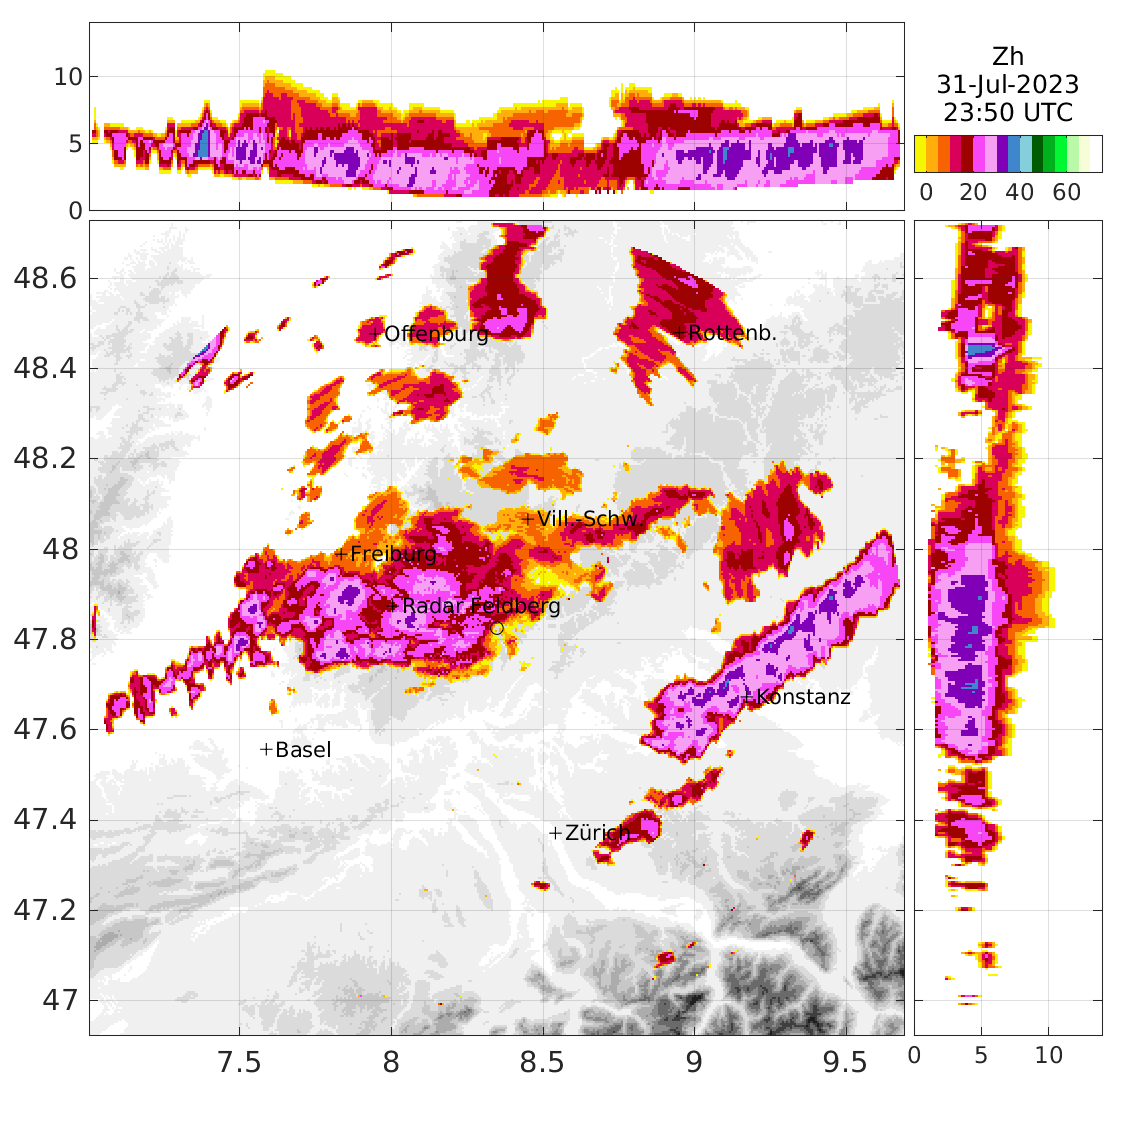 10
5
0
Zh
31-Jul-2023
23:50 UTC
0 20 40 60
48.6
48.4
48.2
48
47.8
47.6
47.4
47.2
47
Offenburg
Rottenb.
Vill.-Schw.
Freiburg
Radar Feldberg
Konstanz
Basel
Zürich
7.5 8 8.5 9 9.5
0 5 10